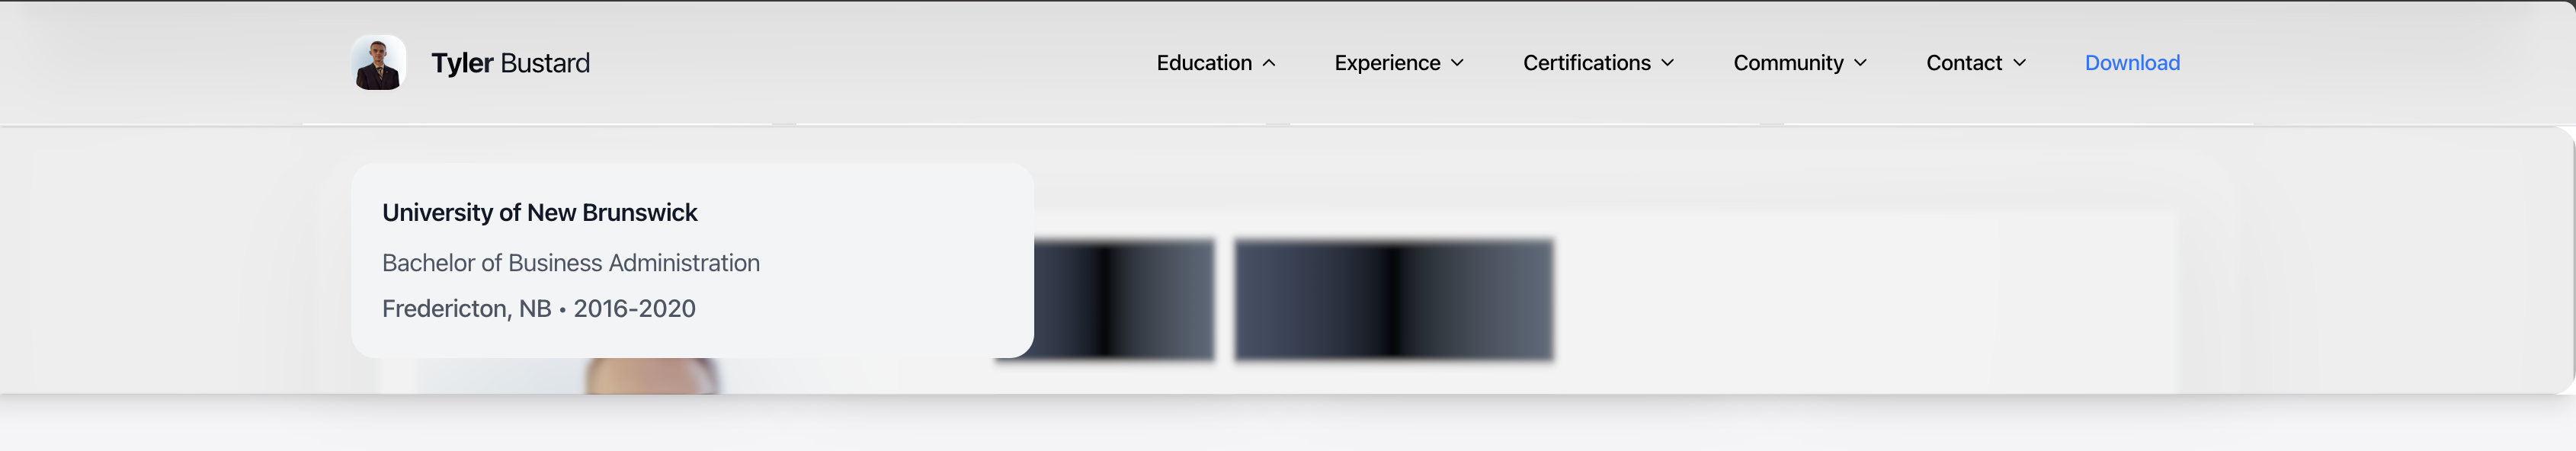 Tyler Bustard
Education
Experience
Certifications
Community
Contact
Download
University of New Brunswick
Bachelor of Business Administration
Fredericton, NB • 2016-2020